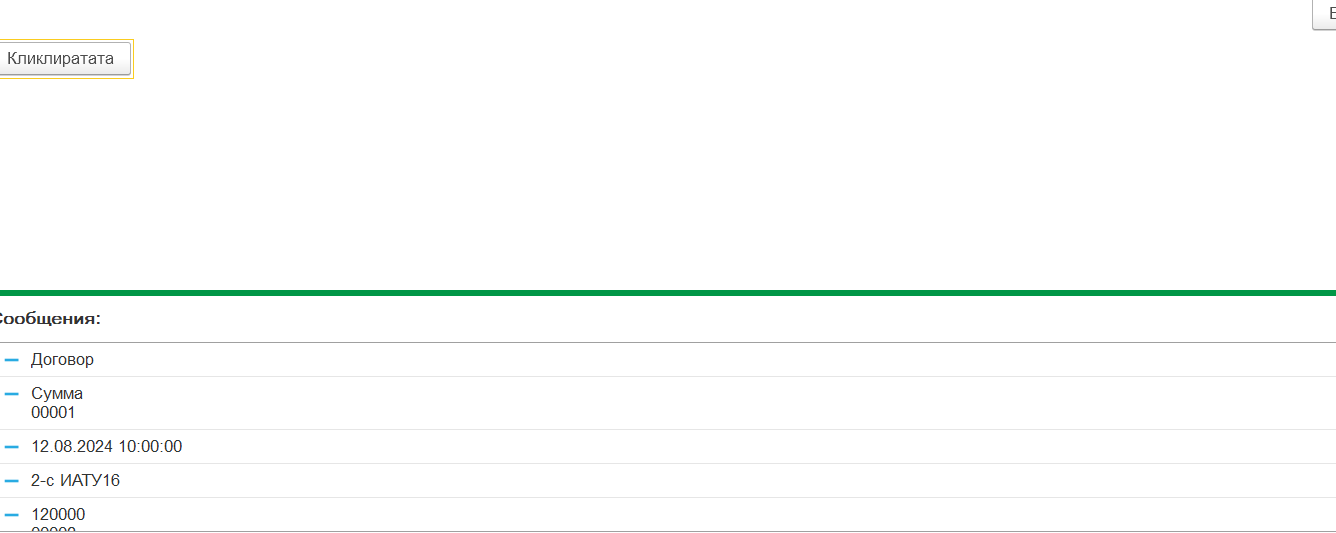 Кликлиратата
Сообщения:
Договор
Сумма
00001
12.08.2024 10:00:00
2-с ИАТУ16
120000